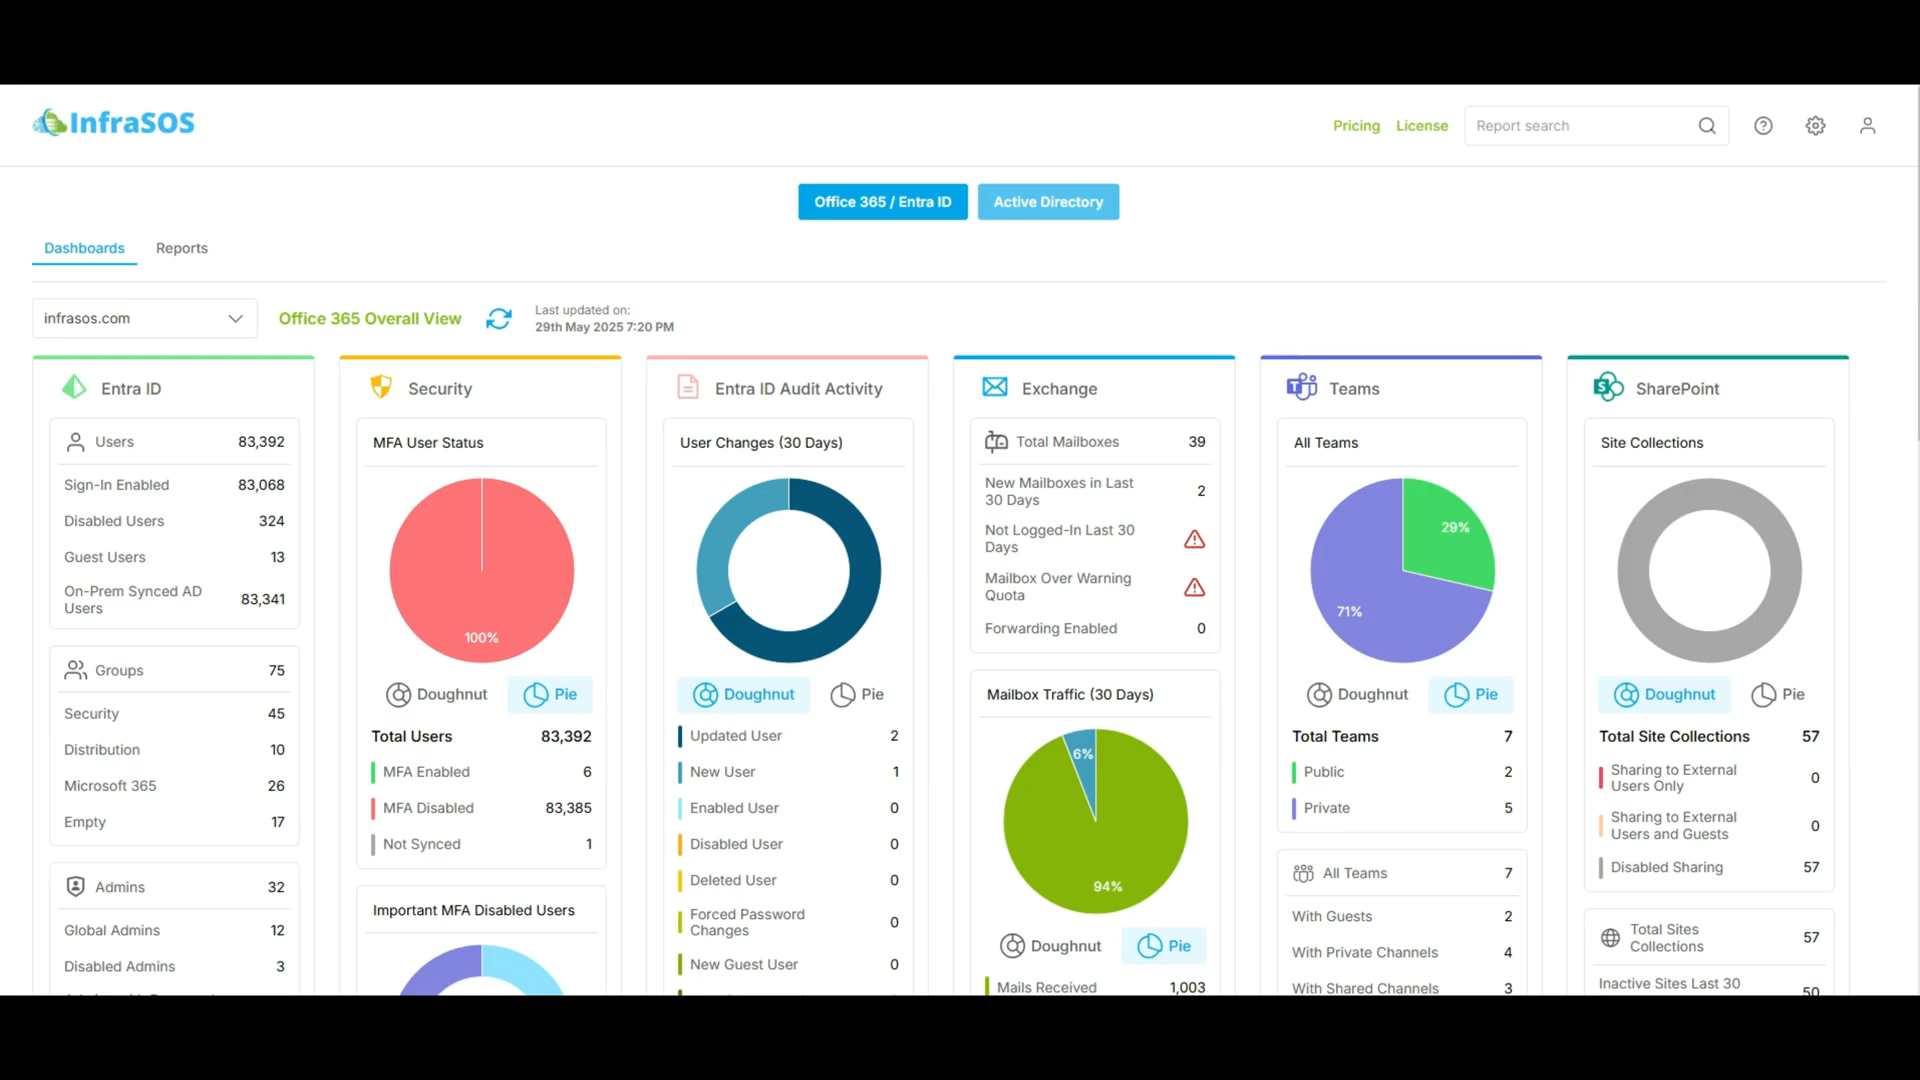 InfraSOS
Pricing
License
Report search
Office 365 / Entra ID
Active Directory
Dashboards
Reports
infrasos.com
Office 365 Overall View
Last updated on:
29th May 2025 7:20 PM
Entra ID
Users 83,392
Sign-In Enabled 83,068
Disabled Users 324
Guest Users 13
On-Prem Synced AD
Users 83,341
Groups 75
Security 45
Distribution 10
Microsoft 365 26
Empty 17
Admins 32
Global Admins 12
Disabled Admins 3
Security
MFA User Status
100%
Doughnut Pie
Total Users 83,392
MFA Enabled 6
MFA Disabled 83,385
Not Synced 1
Important MFA Disabled Users
Entra ID Audit Activity
User Changes (30 Days)
Doughnut Pie
Updated User 2
New User 1
Enabled User 0
Disabled User 0
Deleted User 0
Forced Password
Changes 0
New Guest User 0
Exchange
Total Mailboxes 39
New Mailboxes in Last
30 Days 2
Not Logged-In Last 30
Days
Mailbox Over Warning
Quota
Forwarding Enabled 0
Mailbox Traffic (30 Days)
6%
94%
Doughnut Pie
Mails Received 1,003
T Teams
All Teams
29%
71%
Doughnut Pie
Total Teams 7
Public 2
Private 5
All Teams 7
With Guests 2
With Private Channels 4
With Shared Channels 3
S SharePoint
Site Collections
Doughnut Pie
Total Site Collections 57
Sharing to External
Users Only 0
Sharing to External
Users and Guests 0
Disabled Sharing 57
Total Sites
Collections 57
Inactive Sites Last 30
50